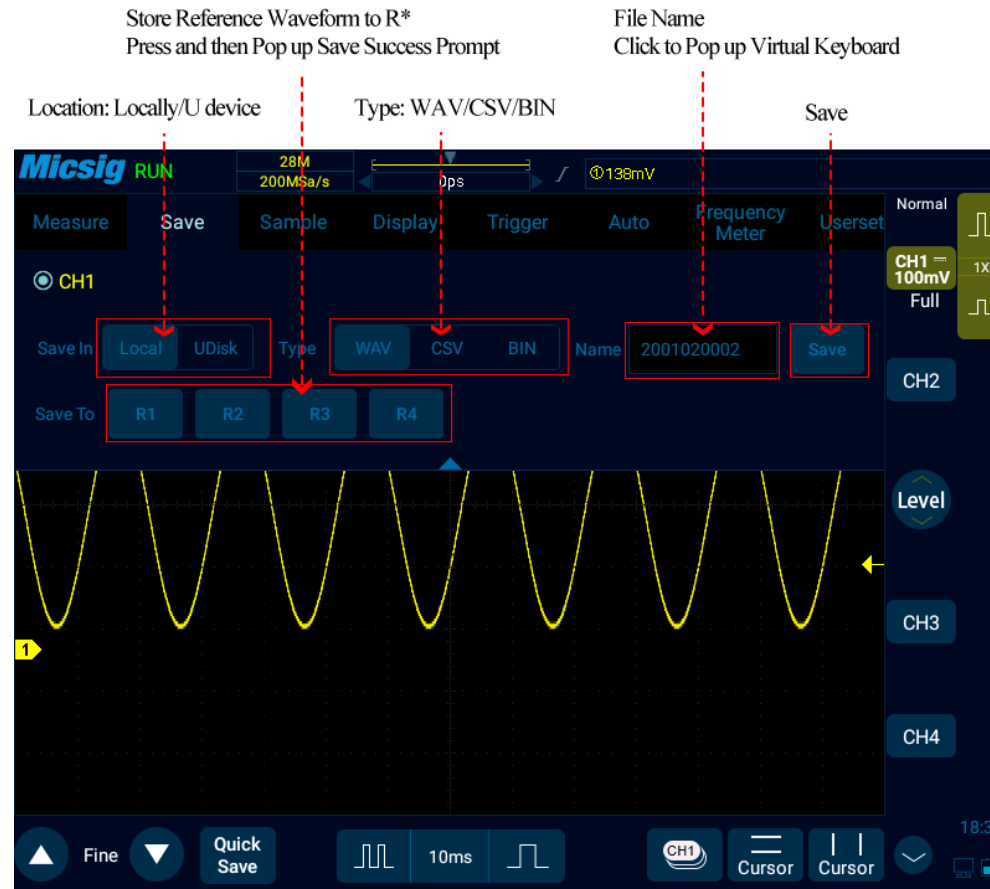 Store Reference Waveform to R*
Press and then Pop up Save Success Prompt
File Name
Click to Pop up Virtual Keyboard
Location: Locally/U device
Type: WAV/CSV/BIN
Save
Micsig RUN
28M
200MSa/s
0ps
①138mV
Measure Save Sample Display Trigger Auto Frequency Meter Userset
Normal
CH1
CH1
100mV
1X
Full
Save In Local UDisk Type WAV CSV BIN Name 2001020002 Save
CH2
Save To R1 R2 R3 R4
Level
CH3
1
CH4
18:3
Fine
Quick
Save
10ms
CH1
Cursor
Cursor